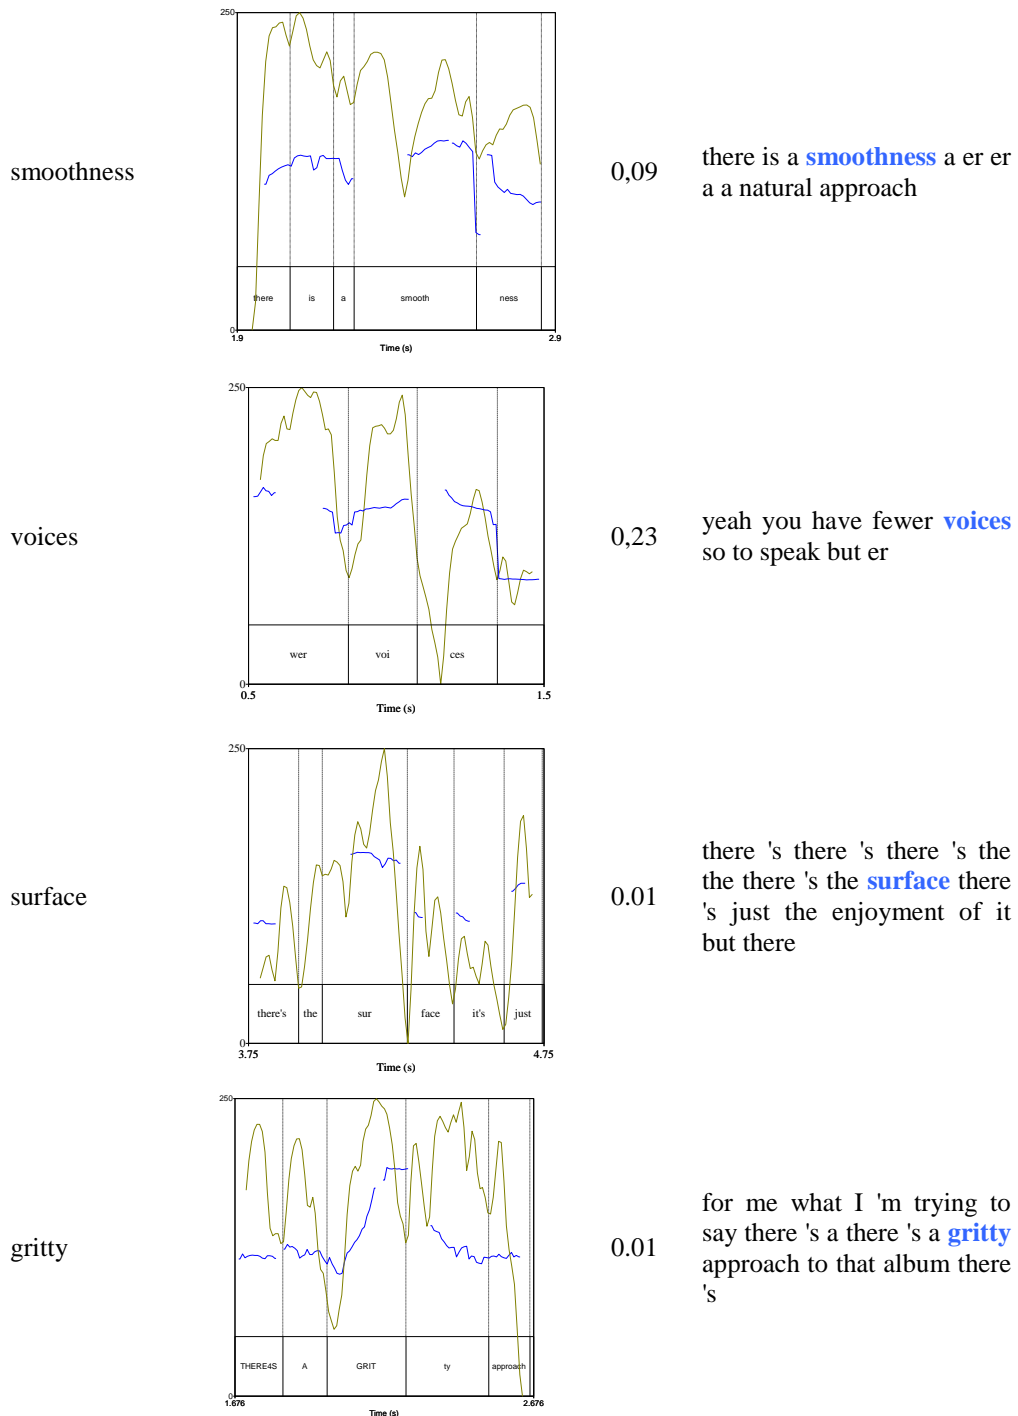 250
smoothness
0,09
there is a smoothness a er er
a a natural approach
there
is
a
smooth
ness
0
1.9
2.9
Time (s)
250
voices
0,23
yeah you have fewer voices
so to speak but er
wer
voi
ces
0
0.5
1.5
Time (s)
250
surface
0.01
there 's there 's there 's the
the there 's the surface there
's just the enjoyment of it
but there
there's
the
sur
face
it's
just
0
3.75
4.75
Time (s)
250
gritty
0.01
for me what I 'm trying to
say there 's a there 's a gritty
approach to that album there
's
THERE4S
A
GRIT
ty
approach
0
1.676
2.676
Time (s)